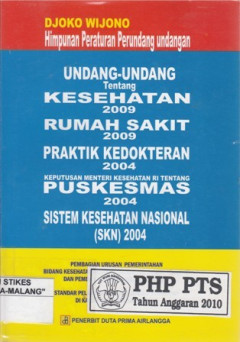 DJOKO WIJONO
Himpunan Peraturan Perundang undangan
UNDANG-UNDANG
Tentang
KESEHATAN
2009
RUMAH SAKIT
2009
PRAKTIK KEDOKTERAN
2004
KEPUTUSAN MENTERI KESEHATAN RI TENTANG
PUSKESMAS
2004
SISTEM KESEHATAN NASIONAL
(SKN) 2004
PEMBAGIAN URUSAN PEMERINTAHAN
BIDANG KESEHATAN
DAN PEM
STANDAR PEL
DI K
STIKES
A-MALANG"
PHP PTS
Tahun Anggaran 2010
PENERBIT DUTA PRIMA AIRLANGGA